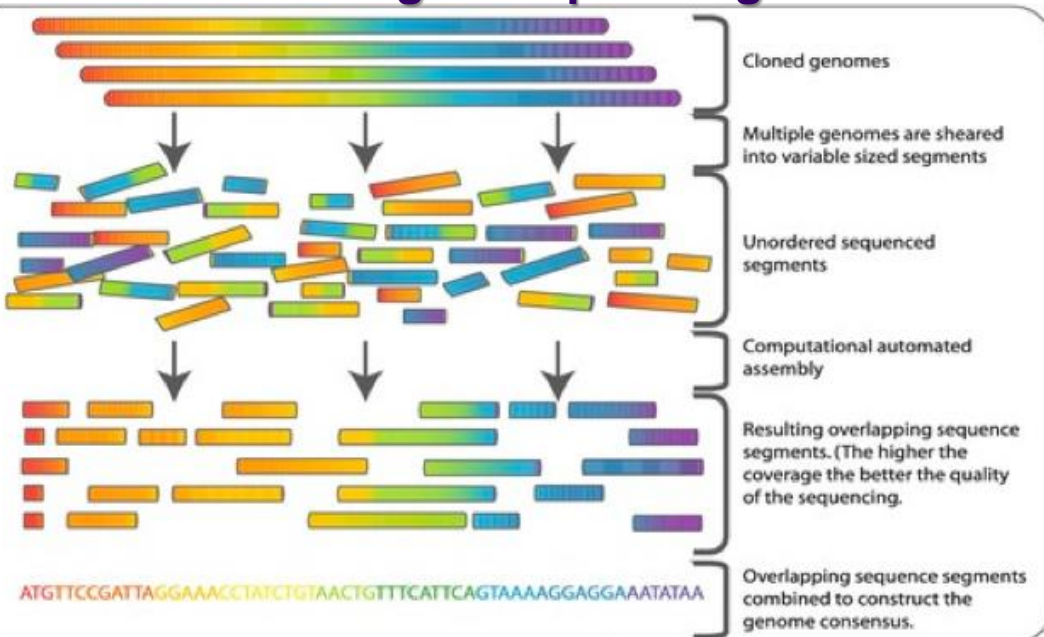 Cloned genomes
Multiple genomes are sheared
into variable sized segments
Unordered sequenced
segments
Computational automated
assembly
Resulting overlapping sequence
segments. (The higher the
coverage the better the quality
of the sequencing.
ATGTTCCGATTAGGAAACCTATCTGTAACTGTTTCATTCAGTAAAAGGAGGAAATATAA
Overlapping sequence segments
combined to construct the
genome consensus.